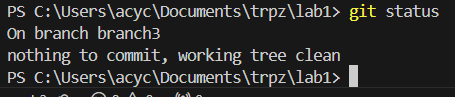 PS C:\Users\acyc\Documents\trpz\lab1> git status
On branch branch3
nothing to commit, working tree clean
PS C:\Users\acyc\Documents\trpz\lab1>